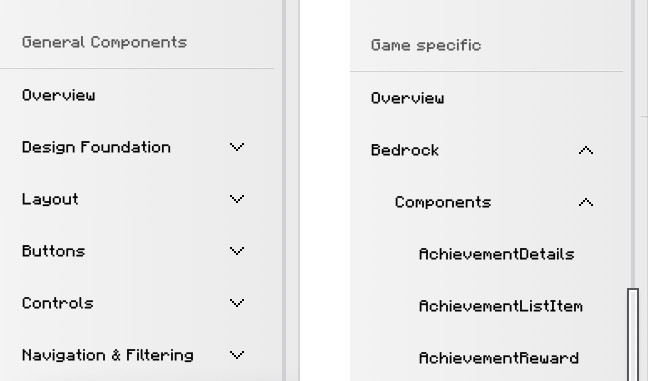 General Components
Overview
Design Foundation
Layout
Buttons
Controls
Navigation & Filtering
Game specific
Overview
Bedrock
Components
AchievementDetails
AchievementListItem
AchievementReward